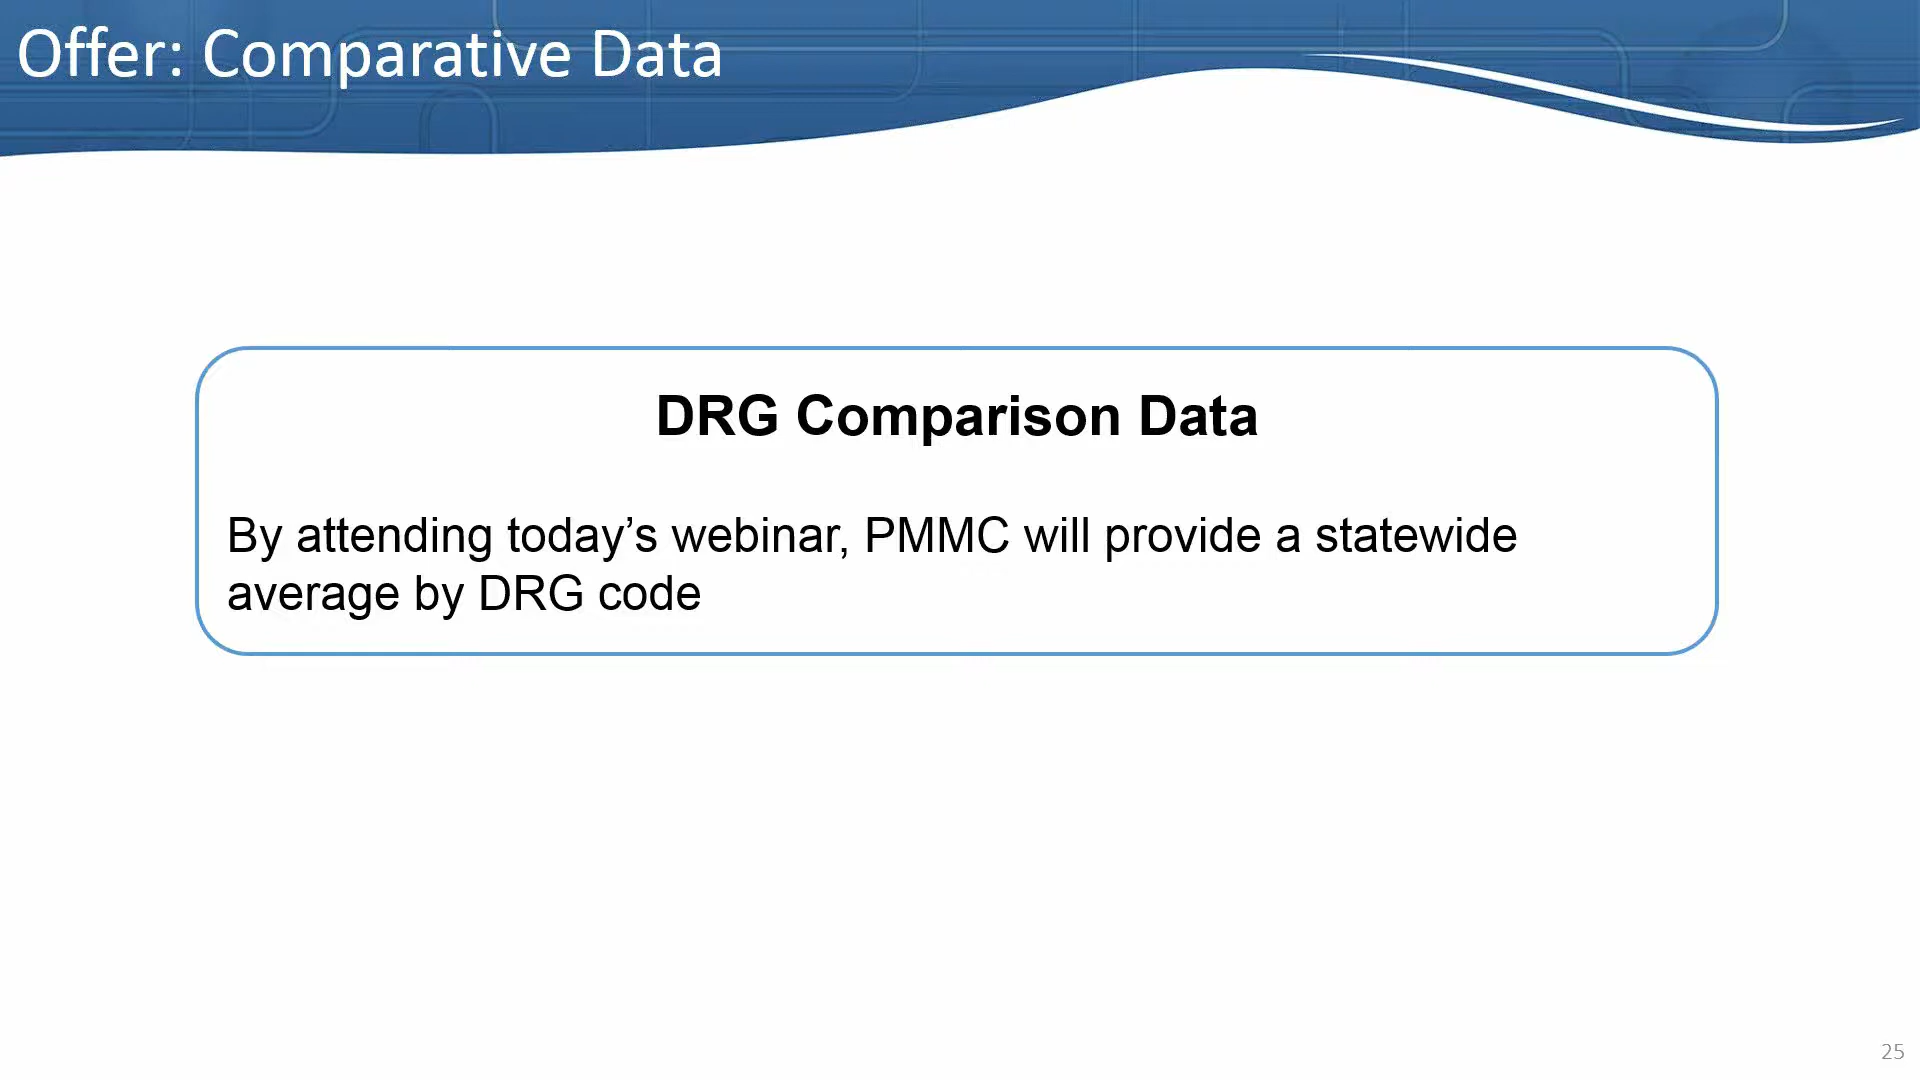 Offer: Comparative Data
DRG Comparison Data
By attending today’s webinar, PMMC will provide a statewide
average by DRG code
25